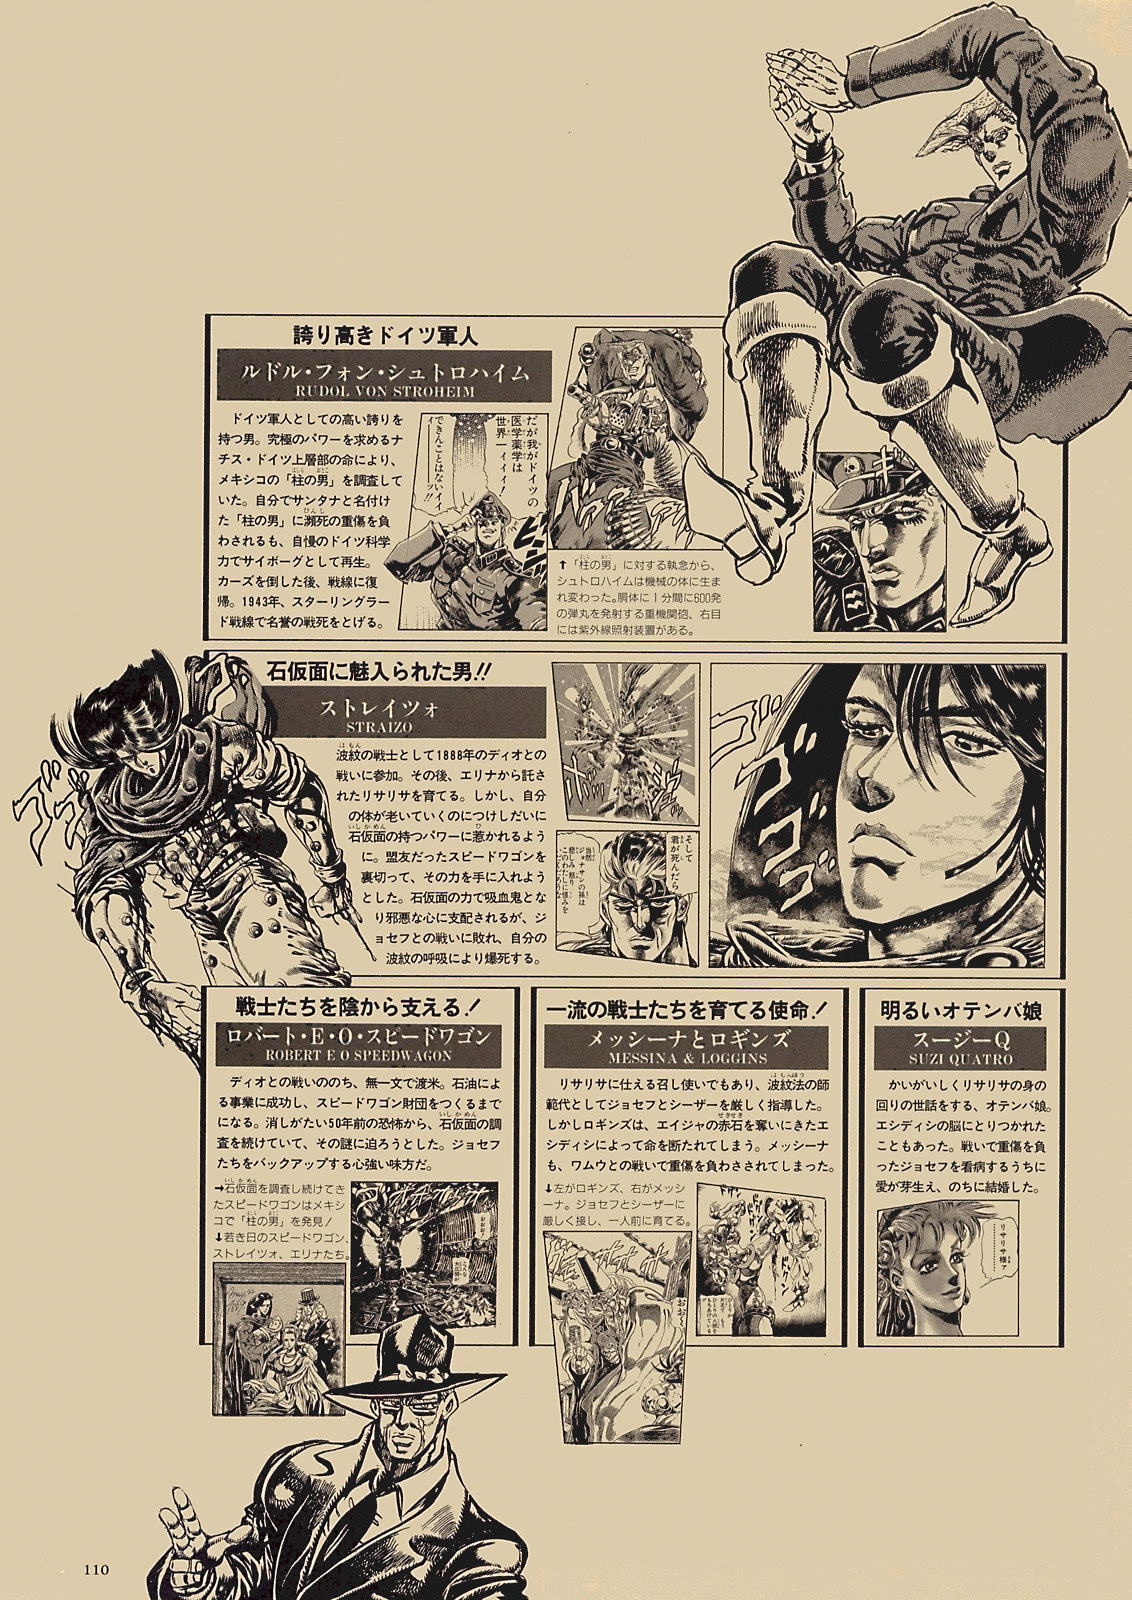 誇り高きドイツ軍人
ルドル・フォン・シュトロハイム
RUDOL VON STROHEIM
ドイツ軍人としての高い誇りを
持つ男。究極のパワーを求めるナ
チス・ドイツ上層部の命により、
メキシコの「柱の男」を調査して
いた。自分でサンタナと名付け
た「柱の男」に瀕死の重傷を負
わされるも、自慢のドイツ科学
力でサイボーグとして再生。
カーズを倒した後、戦線に復
帰。1943年、スターリングラー
ド戦線で名誉の戦死をとげる。
だが我がドイツの
医学薬学は
世界一ィィィ！
できんことはないイイ
ィーッ!!
↑「柱の男」に対する執念から、
シュトロハイムは機械の体に生ま
れ変わった。胴体に1分間に600発
の弾丸を発射する重機関砲、右目
には紫外線照射装置がある。
石仮面に魅入られた男!!
ストレイツォ
STRAIZO
波紋の戦士として1888年のディオとの
戦いに参加。その後、エリナから託さ
れたリサリサを育てる。しかし、自分
の体が老いていくのにつけしだいに
石仮面の持つパワーに惹かれるよう
に。盟友だったスピードワゴンを
裏切って、その力を手に入れよう
とした。石仮面の力で吸血鬼とな
り邪悪な心に支配されるが、ジ
ョセフとの戦いに敗れ、自分の
波紋の呼吸により爆死する。
そして
君が死んだら
当然
ジョナサンの孫は
悲しみ怒り
このわたしに恨みを
戦士たちを陰から支える！
ロバート・E・O・スピードワゴン
ROBERT E O SPEEDWAGON
ディオとの戦いののち、無一文で渡米。石油によ
る事業に成功し、スピードワゴン財団をつくるまで
になる。消しがたい50年前の恐怖から、石仮面の調
査を続けていて、その謎に迫ろうとした。ジョセフ
たちをバックアップする心強い味方だ。
→石仮面を調査し続けてき
たスピードワゴンはメキシ
コで「柱の男」を発見！
↓若き日のスピードワゴン、
ストレイツォ、エリナたち。
一流の戦士たちを育てる使命！
メッシーナとロギンズ
MESSINA & LOGGINS
リサリサに仕える召し使いでもあり、波紋法の師
範代としてジョセフとシーザーを厳しく指導した。
しかしロギンズは、エイジャの赤石を奪いにきたエ
シディシによって命を断たれてしまう。メッシーナ
も、ワムウとの戦いで重傷を負わさされてしまった。
↓左がロギンズ、右がメッシ
ーナ。ジョセフとシーザーに
厳しく接し、一人前に育てる。
明るいオテンバ娘
スージーQ
SUZI QUATRO
かいがいしくリサリサの身の
回りの世話をする、オテンバ娘。
エシディシの脳にとりつかれた
こともあった。戦いで重傷を負
ったジョセフを看病するうちに
愛が芽生え、のちに結婚した。
リサリサ様ァ
110